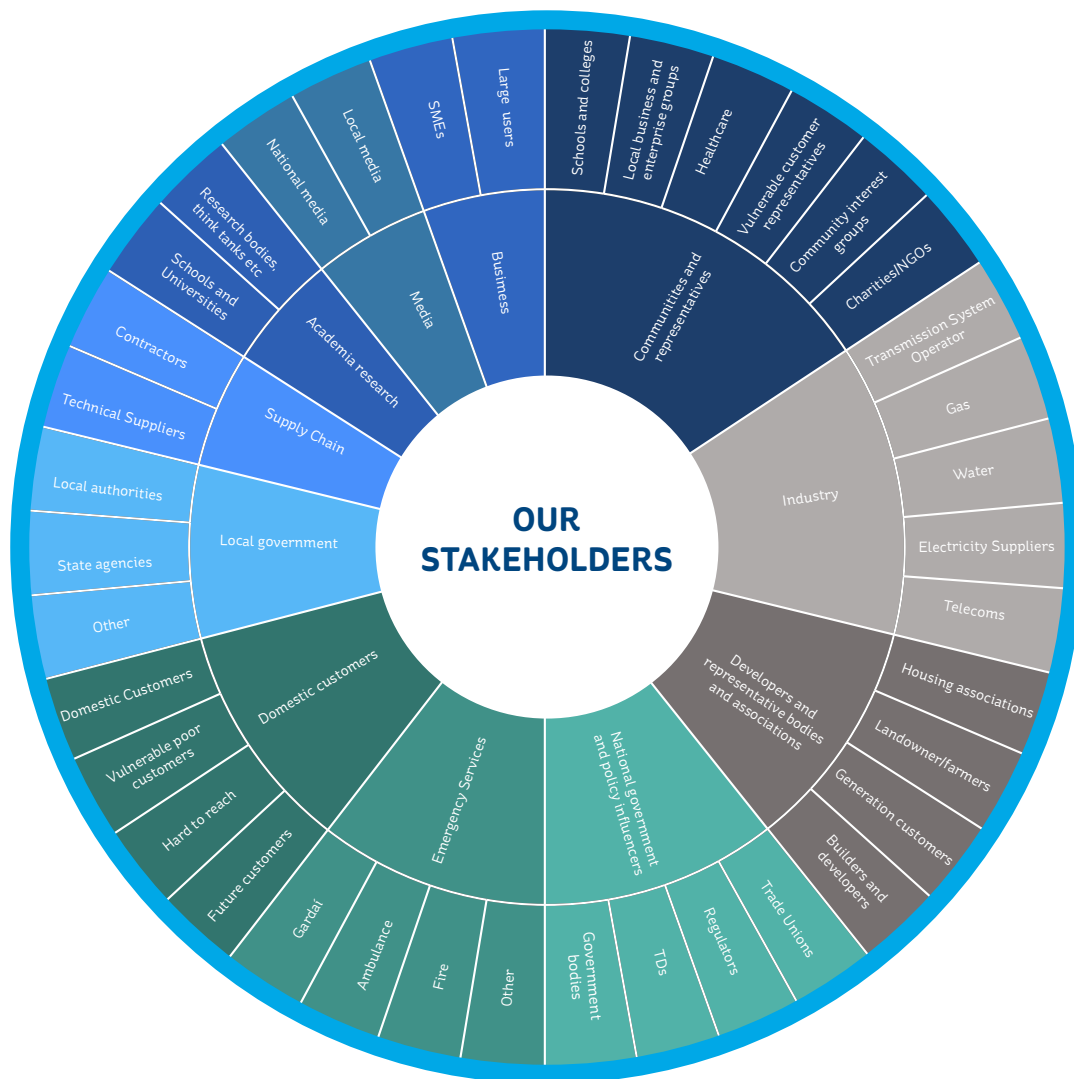 OUR
STAKEHOLDERS
Communitites and
representatives
Schools and colleges
Local business and
enterprise groups
Healthcare
Vulnerable customer
representatives
Community interest
groups
Charities/NGOs
Industry
Transmission System
Operator
Gas
Water
Electricity Suppliers
Telecoms
Developers and
representative bodies
and associations
Housing associations
Landowner/farmers
Generation customers
Builders and
developers
National government
and policy influencers
Trade Unions
Regulators
TDs
Government
bodies
Emergency Services
Other
Fire
Ambulance
Gardaí
Domestic customers
Future customers
Hard to reach
Vulnerable poor
customers
Domestic Customers
Local government
Other
State agencies
Local authorities
Supply Chain
Technical Suppliers
Contractors
Academia research
Schools and
Universities
Research bodies,
think tanks etc
Media
National media
Local media
Busimess
SMEs
Large users